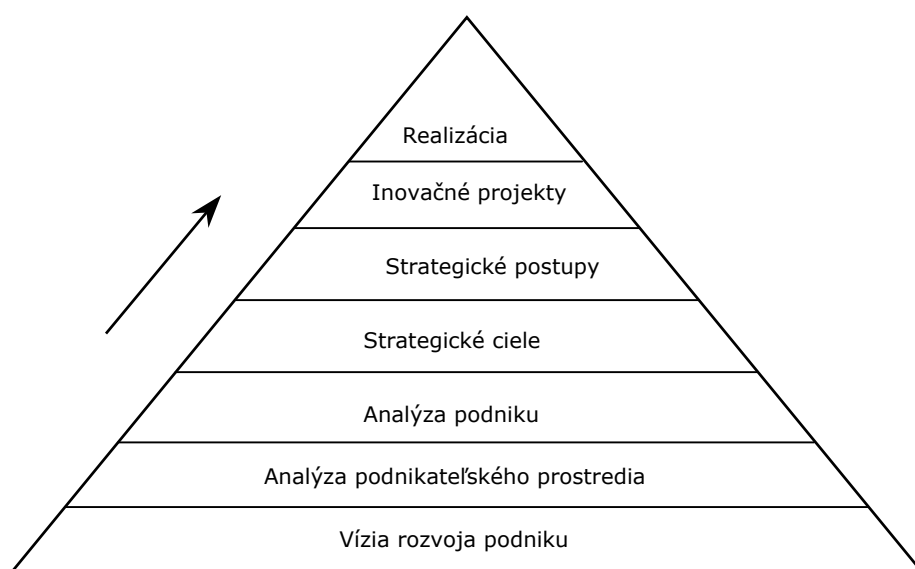 Realizácia
Inovačné projekty
Strategické postupy
Strategické ciele
Analýza podniku
Analýza podnikateľského prostredia
Vízia rozvoja podniku